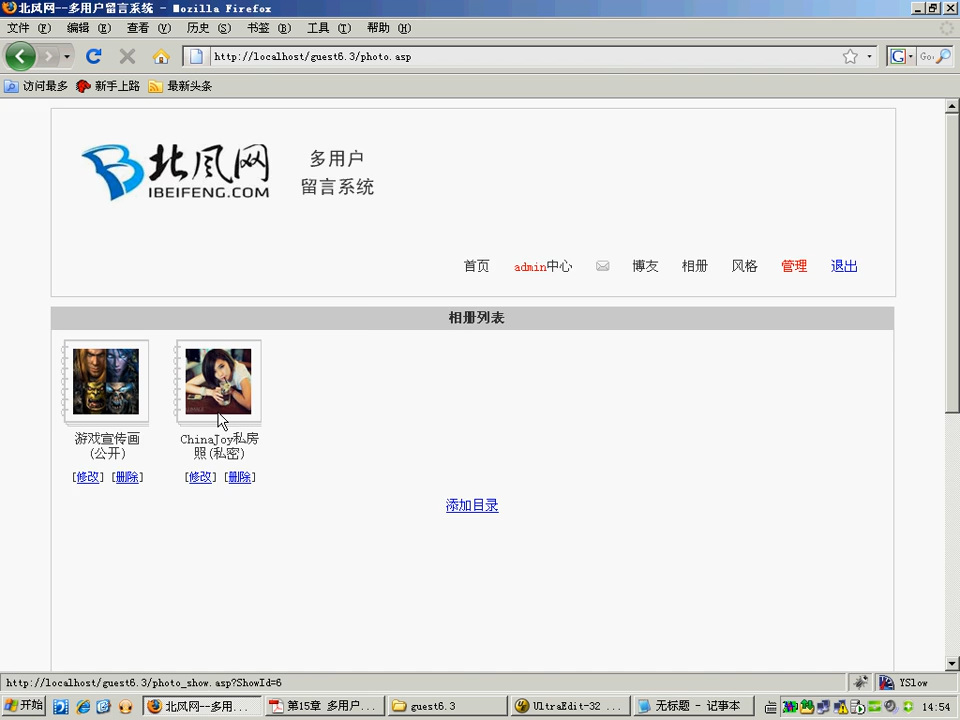 北风网--多用户留言系统 - Mozilla Firefox
文件 (F) 编辑 (E) 查看 (V) 历史 (S) 书签 (B) 工具 (T) 帮助 (H)
http://localhost/guest6.3/photo.asp
访问最多 新手上路 最新头条
北风网 多用户
IBEIFENG.COM 留言系统
首页 admin中心 博友 相册 风格 管理 退出
相册列表
游戏宣传画 ChinaJoy私房
(公开) 照(私密)
[修改] [删除] [修改] [删除]
添加目录
http://localhost/guest6.3/photo_show.asp?ShowId=6 YSlow
开始 北风网--多用... 第15章 多用户... guest6.3 UltraEdit-32 ... 无标题 - 记事本 14:54